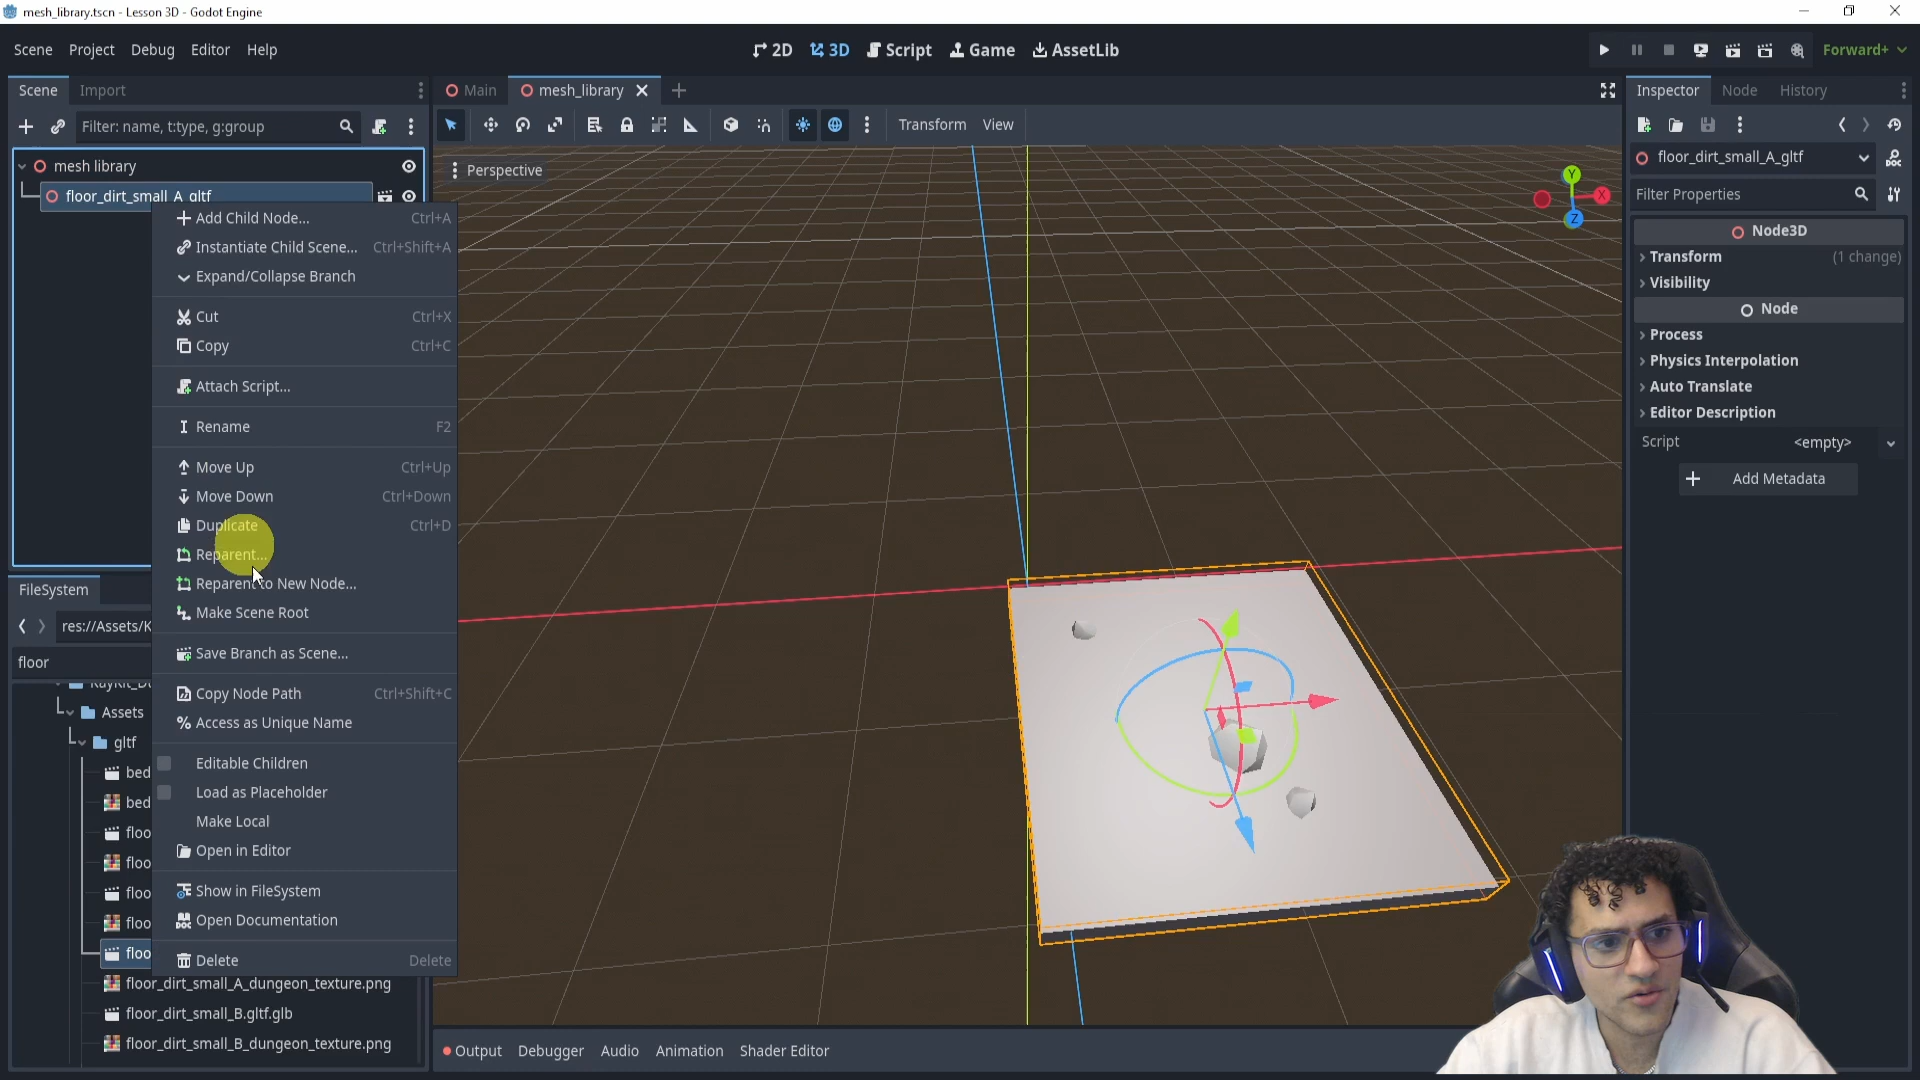 mesh_library.tscn - Lesson 3D - Godot Engine
Scene Project Debug Editor Help
2D 3D Script Game AssetLib
Forward+
Scene Import
Main mesh_library
Inspector Node History
Filter: name, t:type, g:group
Transform View
mesh library
floor_dirt_small_A_gltf
Perspective
Y
X
Z
floor_dirt_small_A_gltf
Filter Properties
Node3D
Transform (1 change)
Visibility
Node
Process
Physics Interpolation
Auto Translate
Editor Description
Script <empty>
Add Metadata
Add Child Node... Ctrl+A
Instantiate Child Scene... Ctrl+Shift+A
Expand/Collapse Branch
Cut Ctrl+X
Copy Ctrl+C
Attach Script...
Rename F2
Move Up Ctrl+Up
Move Down Ctrl+Down
Duplicate Ctrl+D
Reparent...
Reparent to New Node...
Make Scene Root
Save Branch as Scene...
Copy Node Path Ctrl+Shift+C
Access as Unique Name
Editable Children
Load as Placeholder
Make Local
Open in Editor
Show in FileSystem
Open Documentation
Delete Delete
FileSystem
res://Assets/K
floor
Assets
gltf
bed
bed
floo
floo
floo
floo
floo
floor_dirt_small_A_dungeon_texture.png
floor_dirt_small_B.gltf.glb
floor_dirt_small_B_dungeon_texture.png
Output Debugger Audio Animation Shader Editor